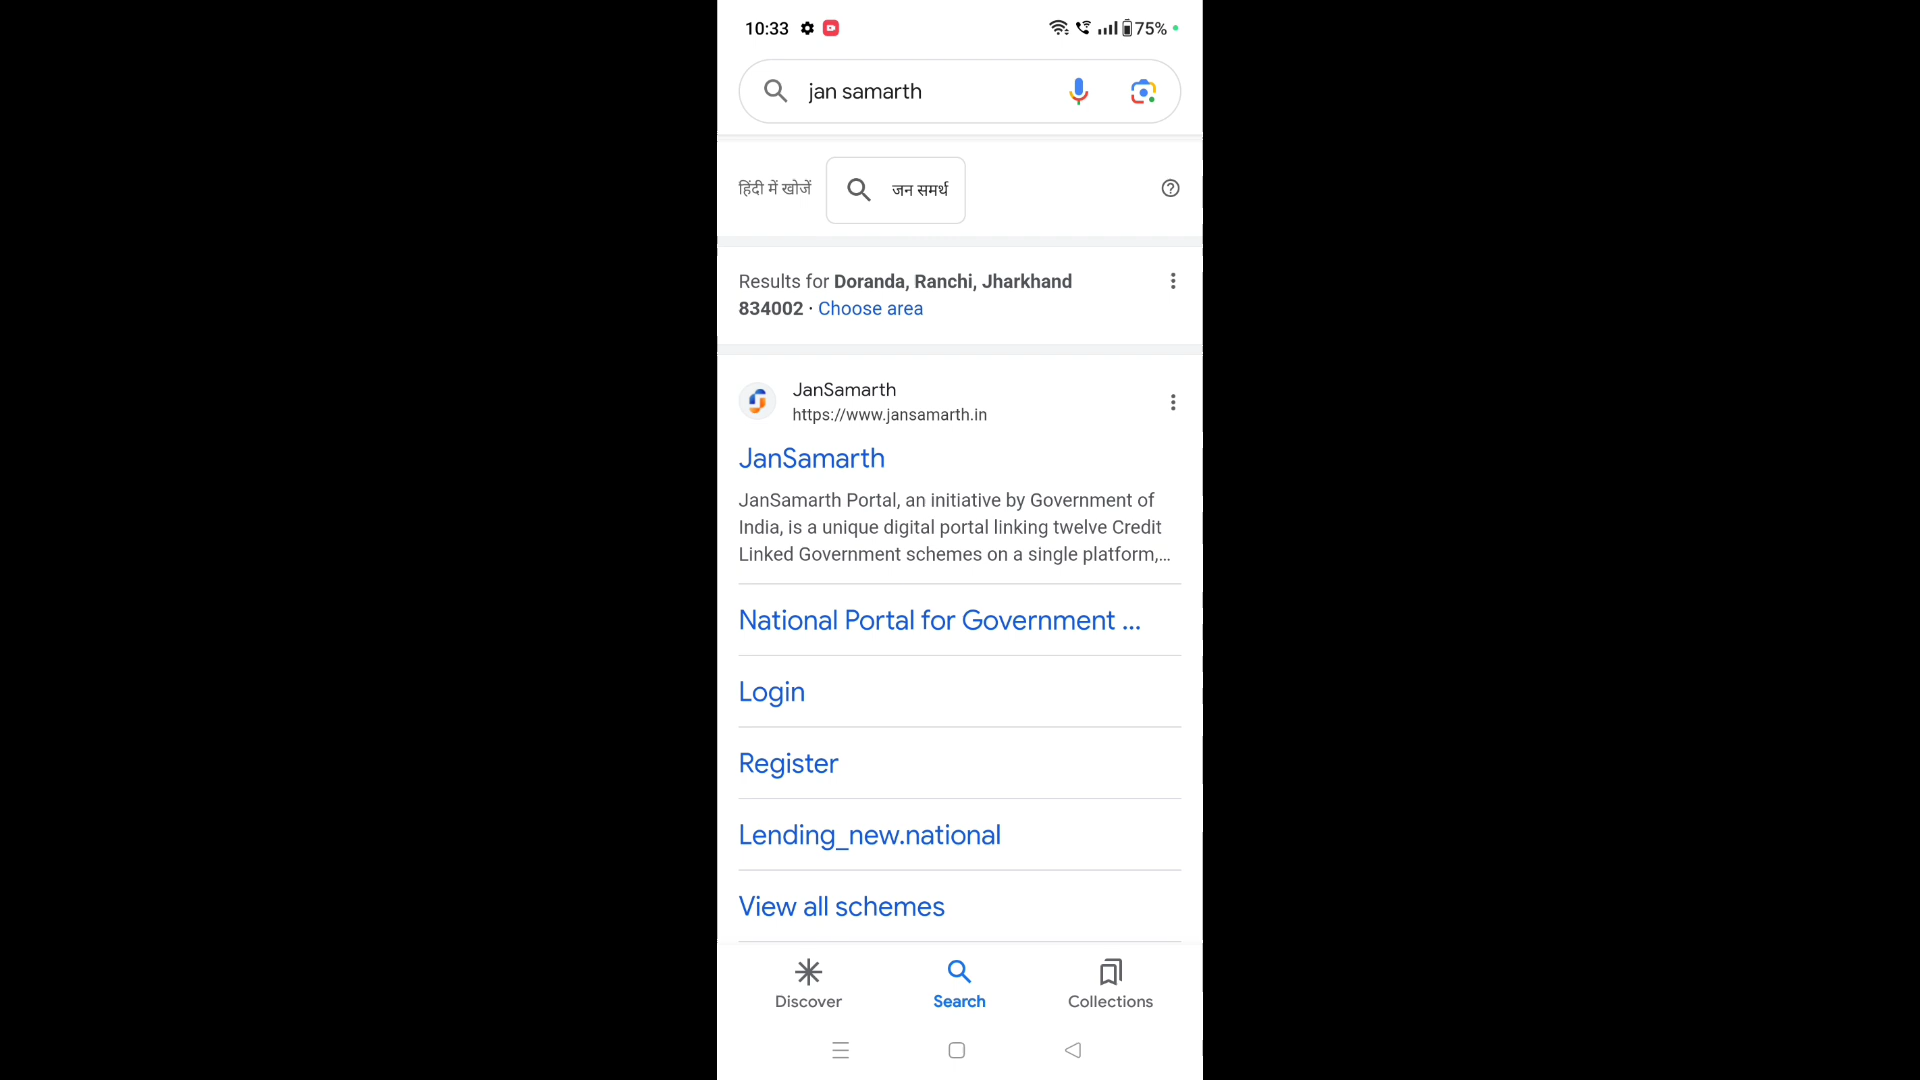 10:33
75%
jan samarth
हिंदी में खोजें
जन समर्थ
Results for Doranda, Ranchi, Jharkhand
834002 · Choose area
JanSamarth
https://www.jansamarth.in
JanSamarth
JanSamarth Portal, an initiative by Government of
India, is a unique digital portal linking twelve Credit
Linked Government schemes on a single platform,...
National Portal for Government ...
Login
Register
Lending_new.national
View all schemes
Discover
Search
Collections